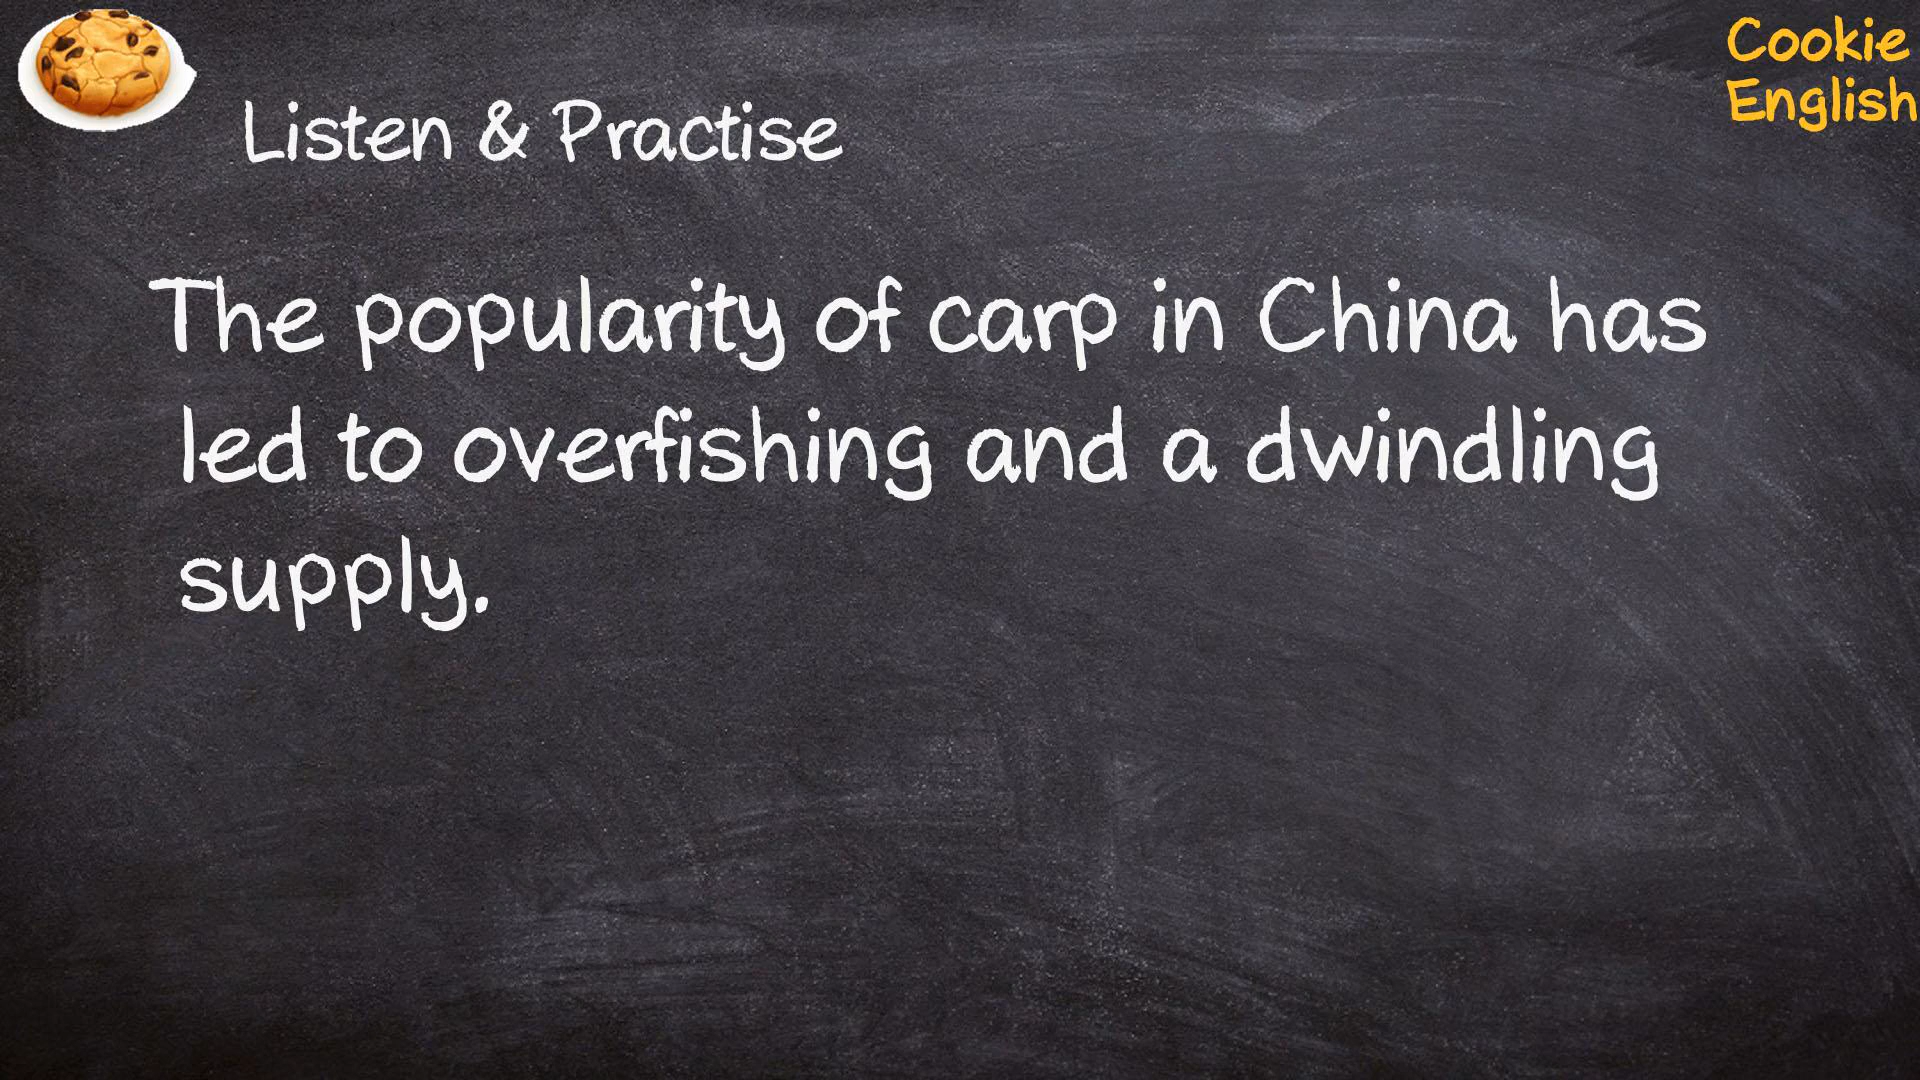 Cookie
English
Listen & Practise
The popularity of carp in China has
led to overfishing and a dwindling
supply.